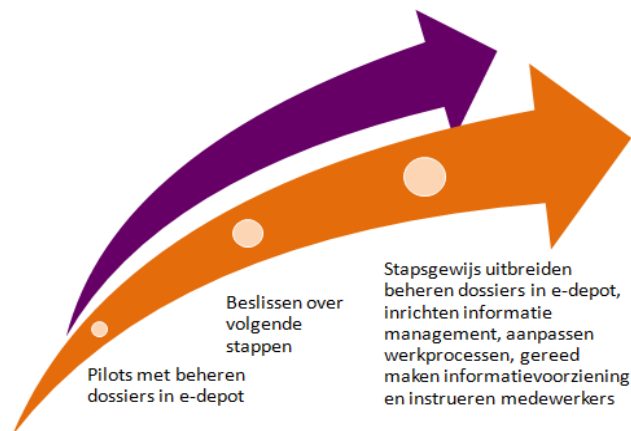 Pilots met beheren
dossiers in e-depot
Beslissen over
volgende
stappen
Stapsgewijs uitbreiden
beheren dossiers in e-depot,
inrichten informatie
management, aanpassen
werkprocessen, gereed
maken informatievoorziening
en instrueren medewerkers